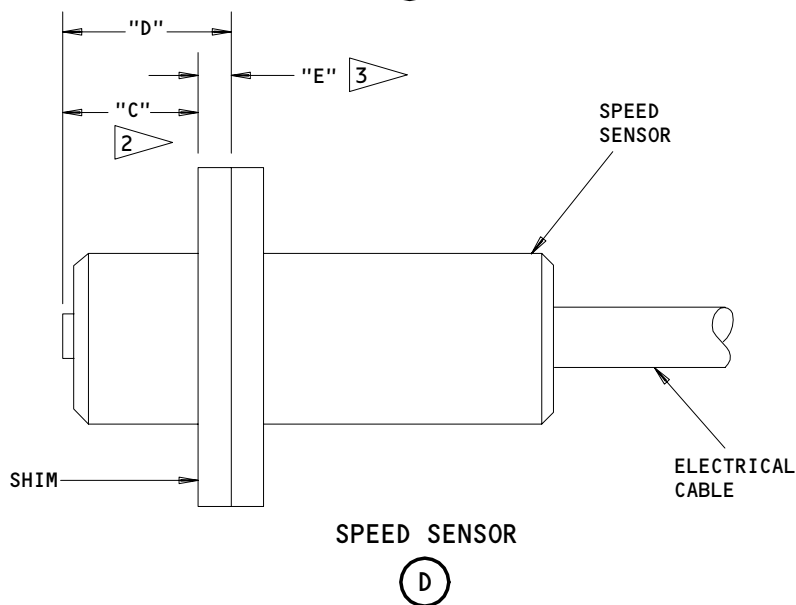 "D"
"E" 3
"C"
2
SPEED
SENSOR
SHIM
ELECTRICAL
CABLE
SPEED SENSOR
D